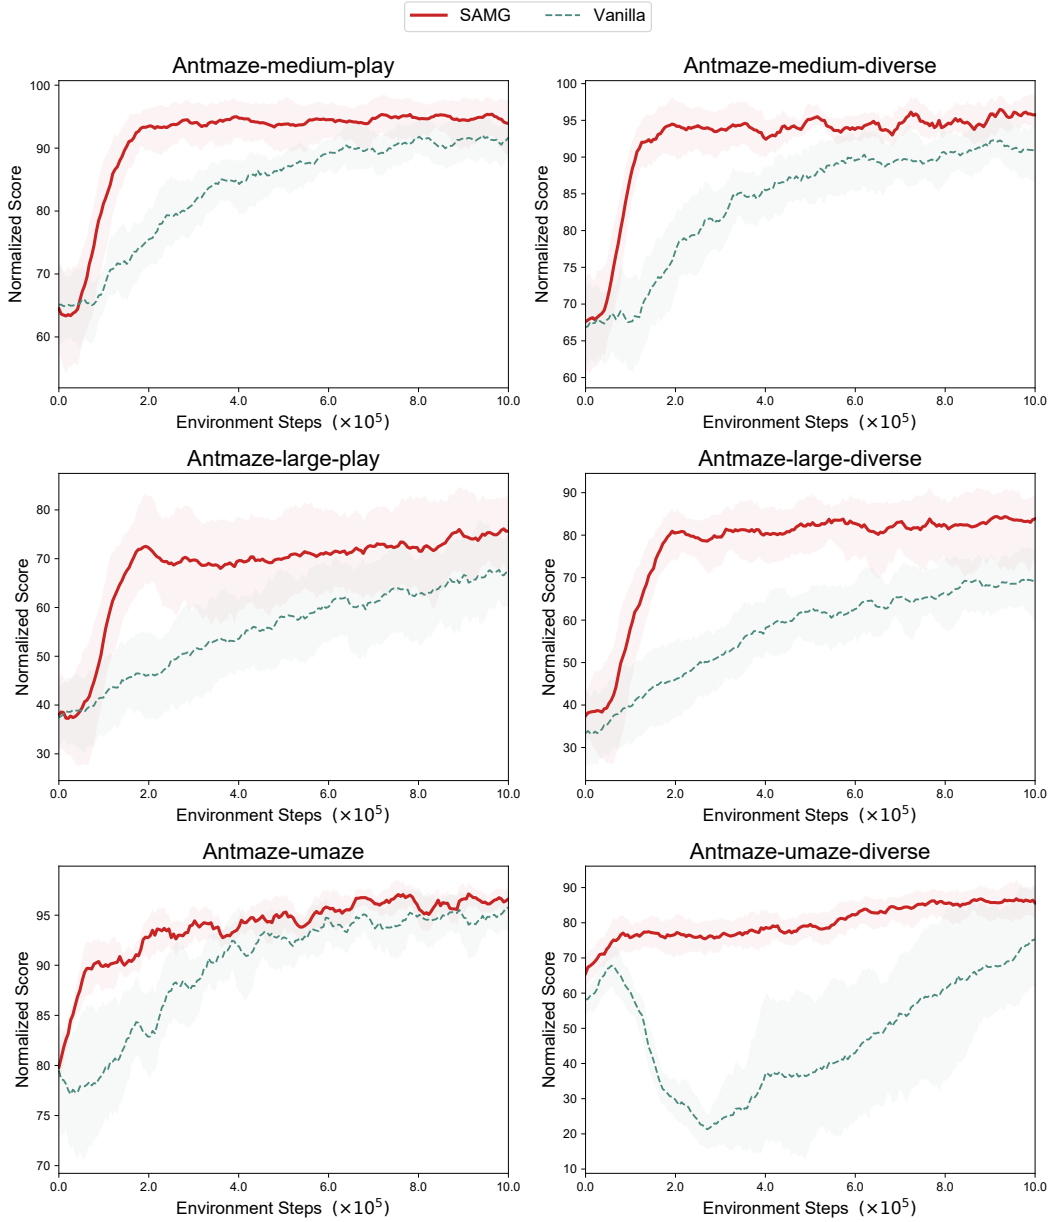 SAMG Vanilla
Antmaze-medium-play
Normalized Score
100
90
80
70
60
0.0 2.0 4.0 6.0 8.0 10.0
Environment Steps (×10⁵)
Antmaze-medium-diverse
Normalized Score
100
95
90
85
80
75
70
65
60
0.0 2.0 4.0 6.0 8.0 10.0
Environment Steps (×10⁵)
Antmaze-large-play
Normalized Score
80
70
60
50
40
30
0.0 2.0 4.0 6.0 8.0 10.0
Environment Steps (×10⁵)
Antmaze-large-diverse
Normalized Score
90
80
70
60
50
40
30
0.0 2.0 4.0 6.0 8.0 10.0
Environment Steps (×10⁵)
Antmaze-umaze
Normalized Score
95
90
85
80
75
70
0.0 2.0 4.0 6.0 8.0 10.0
Environment Steps (×10⁵)
Antmaze-umaze-diverse
Normalized Score
90
80
70
60
50
40
30
20
10
0.0 2.0 4.0 6.0 8.0 10.0
Environment Steps (×10⁵)